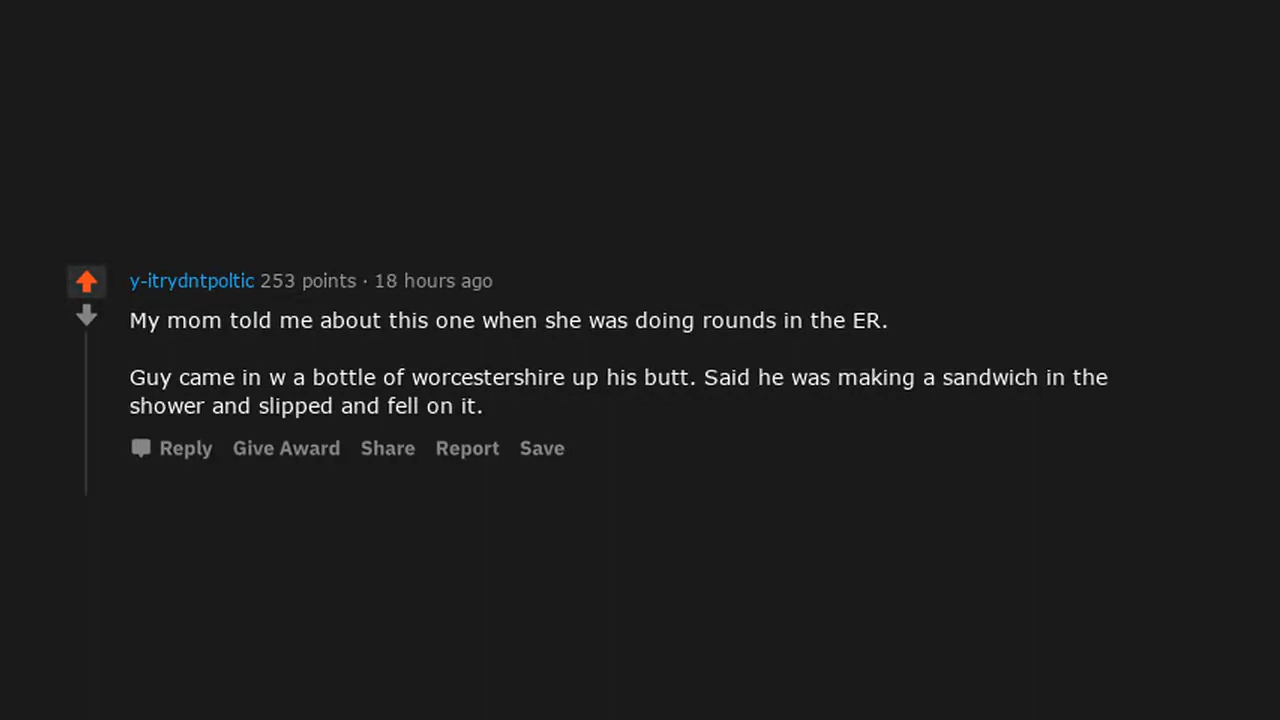 y-itrydntpoltic 253 points · 18 hours ago
My mom told me about this one when she was doing rounds in the ER.
Guy came in w a bottle of worcestershire up his butt. Said he was making a sandwich in the
shower and slipped and fell on it.
Reply Give Award Share Report Save